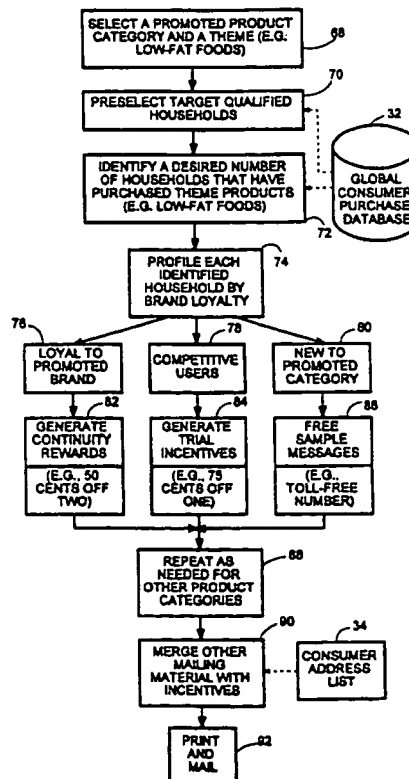 SELECT A PROMOTED PRODUCT
CATEGORY AND A THEME (E.G.:
LOW-FAT FOODS)
68
70
PRESELECT TARGET QUALIFIED
HOUSEHOLDS
32
IDENTIFY A DESIRED NUMBER
OF HOUSEHOLDS THAT HAVE
PURCHASED THEME PRODUCTS
(E.G. LOW-FAT FOODS)
GLOBAL
CONSUMER
PURCHASE
DATABASE
72
74
PROFILE EACH
IDENTIFIED
HOUSEHOLD BY
BRAND LOYALTY
76
78
80
LOYAL TO
PROMOTED
BRAND
COMPETITIVE
USERS
NEW TO
PROMOTED
CATEGORY
82
84
86
GENERATE
CONTINUITY
REWARDS
(E.G., 50
CENTS OFF
TWO)
GENERATE
TRIAL
INCENTIVES
(E.G., 75
CENTS OFF
ONE)
FREE
SAMPLE
MESSAGES
(E.G.,
TOLL-FREE
NUMBER)
88
REPEAT AS
NEEDED FOR
OTHER PRODUCT
CATEGORIES
90
34
MERGE OTHER
MAILING
MATERIAL WITH
INCENTIVES
CONSUMER
ADDRESS
LIST
PRINT
AND
MAIL
92